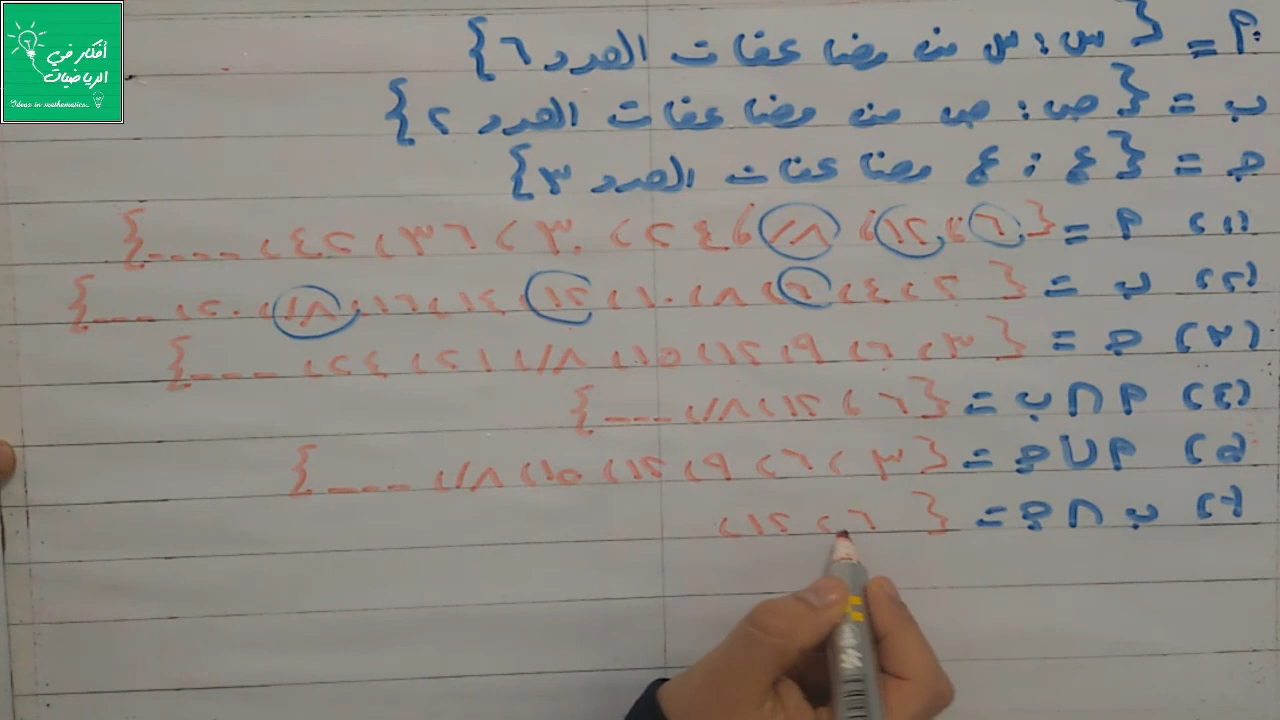 أفكار في
الرياضيات
Ideas in mathematics
أ = {س : س من مضاعفات العدد ٦}
ب = {ص : ص من مضاعفات العدد ٢}
ج = {ع : ع مضاعفات العدد ٣}
(١) أ = {٦، ١٢، ١٨، ٢٤، ٣٠، ٣٦، ٤٢، ....}
(٢) ب = {٢، ٤، ٦، ٨، ١٠، ١٢، ١٤، ١٦، ١٨، ٢٠، ...}
(٣) ج = {٣، ٦، ٩، ١٢، ١٥، ١٨، ٢١، ٢٤، ....}
(٤) أ ∩ ب = {٦، ١٢، ١٨، ...}
(٥) أ ∪ ج = {٣، ٦، ٩، ١٢، ١٥، ١٨، ....}
(٦) ب ∩ ج = {٦، ١٢،